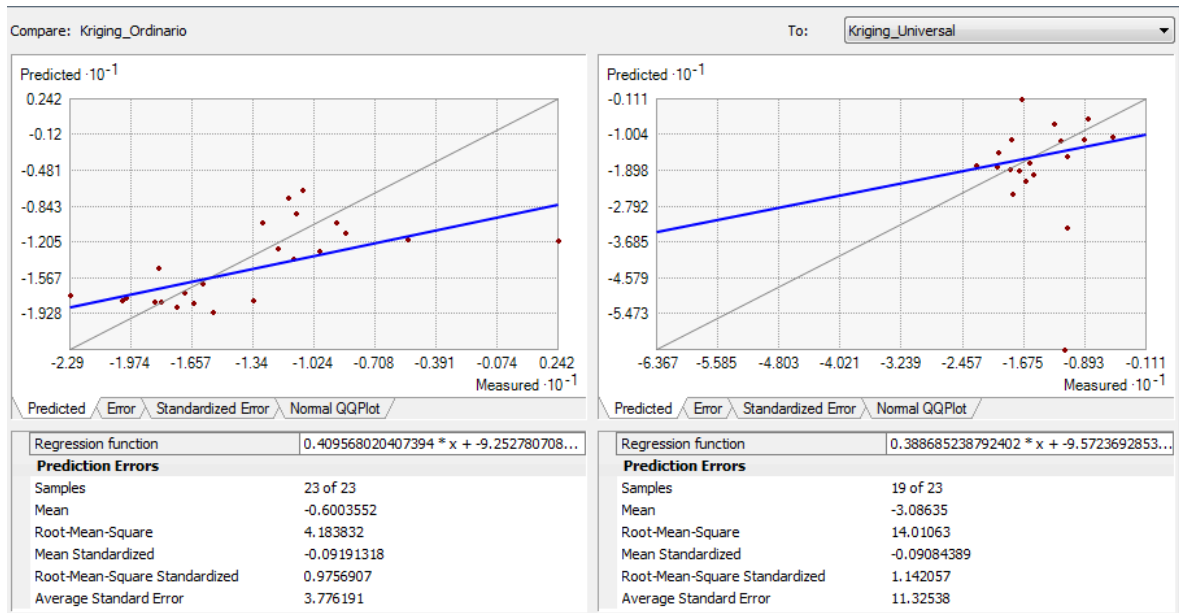 Compare: Kriging_Ordinario
To: Kriging_Universal
Predicted ·10⁻¹
0.242
-0.12
-0.481
-0.843
-1.205
-1.567
-1.928
-2.29 -1.974 -1.657 -1.34 -1.024 -0.708 -0.391 -0.074 0.242
Measured ·10⁻¹
Predicted Error Standardized Error Normal QQPlot
Regression function 0.409568020407394 * x + -9.252780708...
Prediction Errors
Samples 23 of 23
Mean -0.6003552
Root-Mean-Square 4.183832
Mean Standardized -0.09191318
Root-Mean-Square Standardized 0.9756907
Average Standard Error 3.776191
Predicted ·10⁻¹
-0.111
-1.004
-1.898
-2.792
-3.685
-4.579
-5.473
-6.367 -5.585 -4.803 -4.021 -3.239 -2.457 -1.675 -0.893 -0.111
Measured ·10⁻¹
Predicted Error Standardized Error Normal QQPlot
Regression function 0.388685238792402 * x + -9.5723692853...
Prediction Errors
Samples 19 of 23
Mean -3.08635
Root-Mean-Square 14.01063
Mean Standardized -0.09084389
Root-Mean-Square Standardized 1.142057
Average Standard Error 11.32538